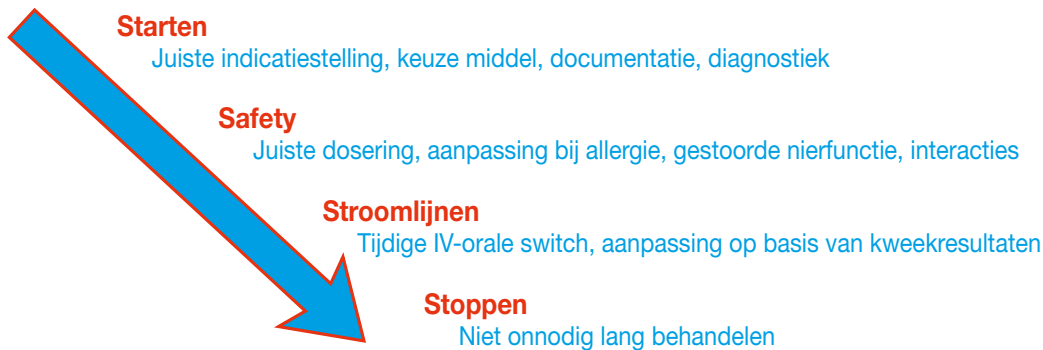 Starten
Juiste indicatiestelling, keuze middel, documentatie, diagnostiek
Safety
Juiste dosering, aanpassing bij allergie, gestoorde nierfunctie, interacties
Stroomlijnen
Tijdige IV-orale switch, aanpassing op basis van kweekresultaten
Stoppen
Niet onnodig lang behandelen